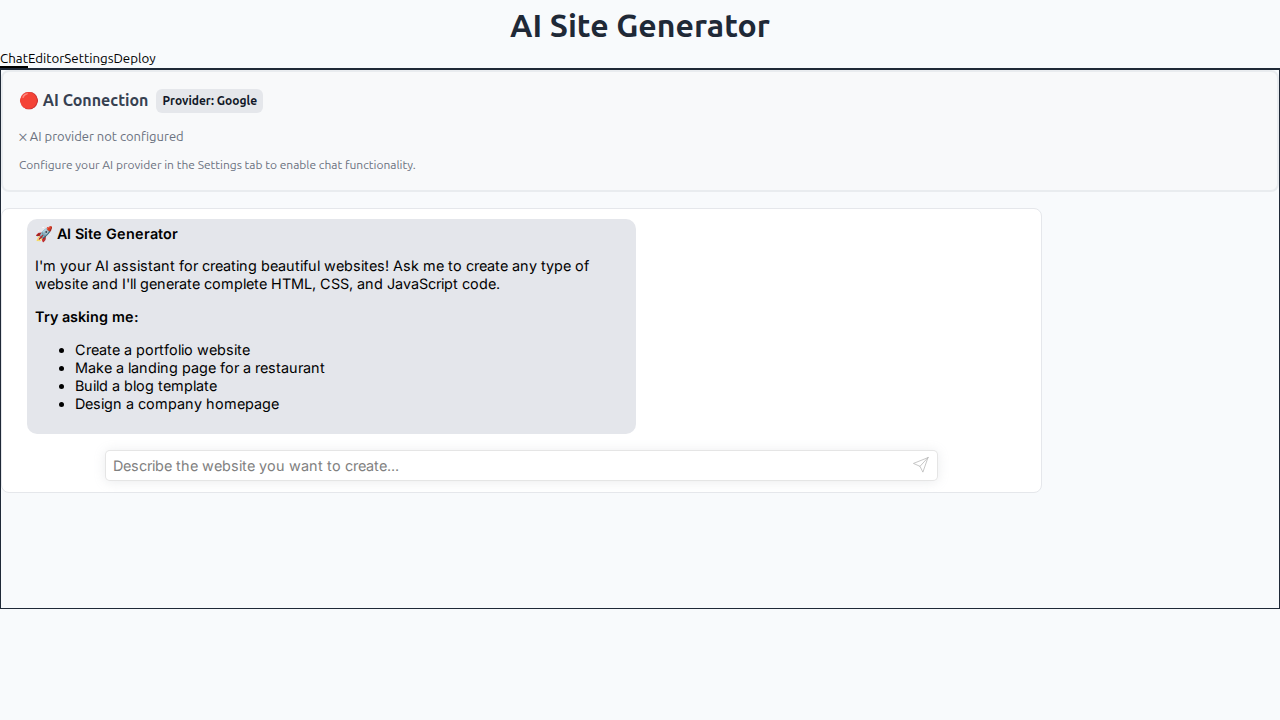 AI Site Generator
ChatEditorSettingsDeploy
🔴 AI Connection Provider: Google
× AI provider not configured
Configure your AI provider in the Settings tab to enable chat functionality.
🚀 AI Site Generator
I'm your AI assistant for creating beautiful websites! Ask me to create any type of
website and I'll generate complete HTML, CSS, and JavaScript code.
Try asking me:
• Create a portfolio website
• Make a landing page for a restaurant
• Build a blog template
• Design a company homepage
Describe the website you want to create...